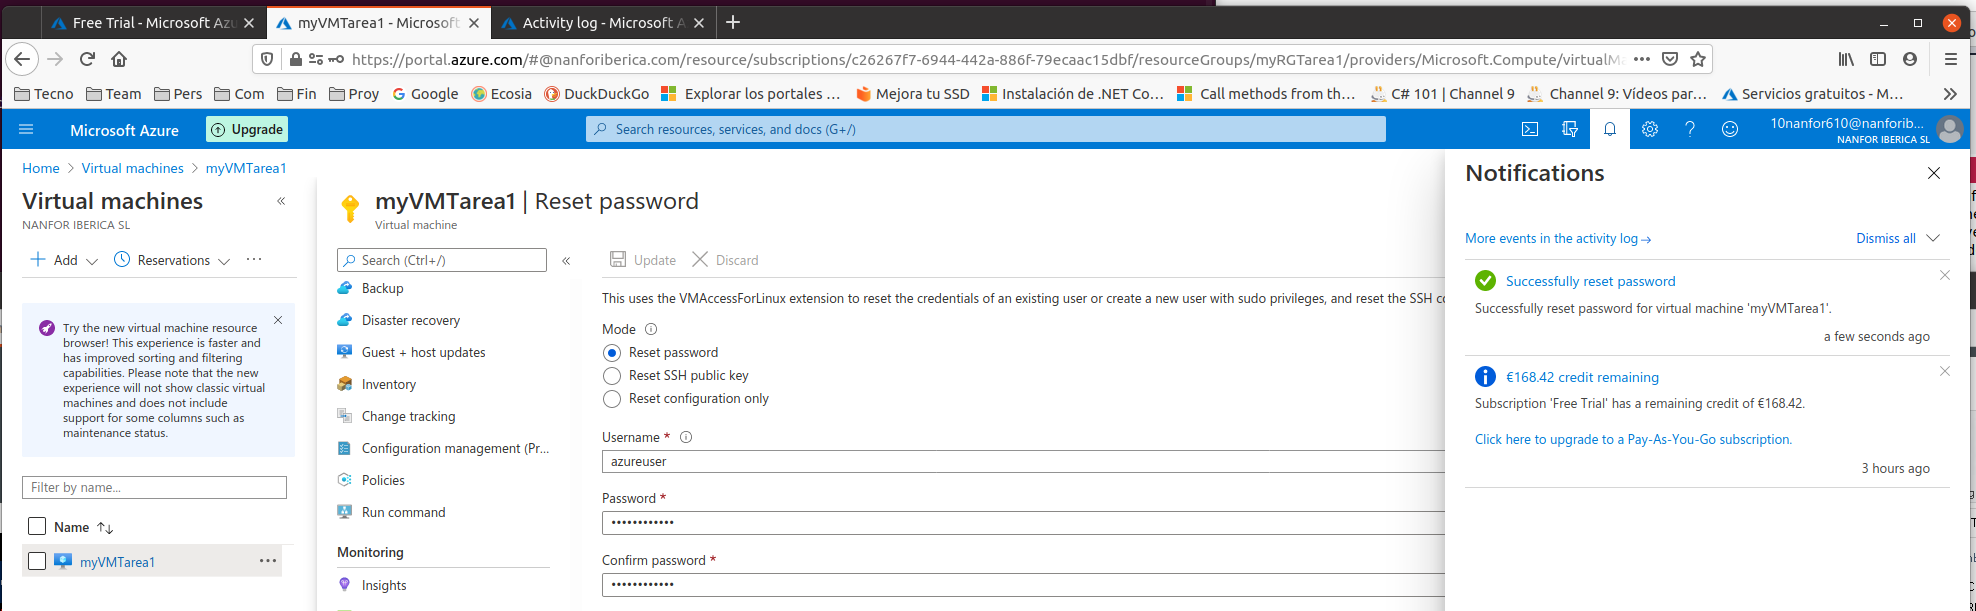 Free Trial - Microsoft Azu
myVMTarea1 - Microsoft
Activity log - Microsoft A
https://portal.azure.com/#@nanforiberica.com/resource/subscriptions/c26267f7-6944-442a-886f-79ecaac15dbf/resourceGroups/myRGTarea1/providers/Microsoft.Compute/virtualMa
Tecno Team Pers Com Fin Proy Google Ecosia DuckDuckGo Explorar los portales ... Mejora tu SSD Instalación de .NET Co... Call methods from th... C# 101 | Channel 9 Channel 9: Vídeos par... Servicios gratuitos - M...
Microsoft Azure
Upgrade
Search resources, services, and docs (G+/)
10nanfor610@nanforib...
NANFOR IBERICA SL
Home > Virtual machines > myVMTarea1
Virtual machines
NANFOR IBERICA SL
Add
Reservations
...
Try the new virtual machine resource
browser! This experience is faster and
has improved sorting and filtering
capabilities. Please note that the new
experience will not show classic virtual
machines and does not include
support for some columns such as
maintenance status.
Filter by name...
Name
myVMTarea1
...
myVMTarea1 | Reset password
Virtual machine
Search (Ctrl+/)
Backup
Disaster recovery
Guest + host updates
Inventory
Change tracking
Configuration management (Pr...
Policies
Run command
Monitoring
Insights
Update
Discard
This uses the VMAccessForLinux extension to reset the credentials of an existing user or create a new user with sudo privileges, and reset the SSH co
Mode
Reset password
Reset SSH public key
Reset configuration only
Username *
azureuser
Password *
••••••••••••
Confirm password *
••••••••••••
Notifications
More events in the activity log →
Dismiss all
Successfully reset password
Successfully reset password for virtual machine 'myVMTarea1'.
a few seconds ago
€168.42 credit remaining
Subscription 'Free Trial' has a remaining credit of €168.42.
Click here to upgrade to a Pay-As-You-Go subscription.
3 hours ago